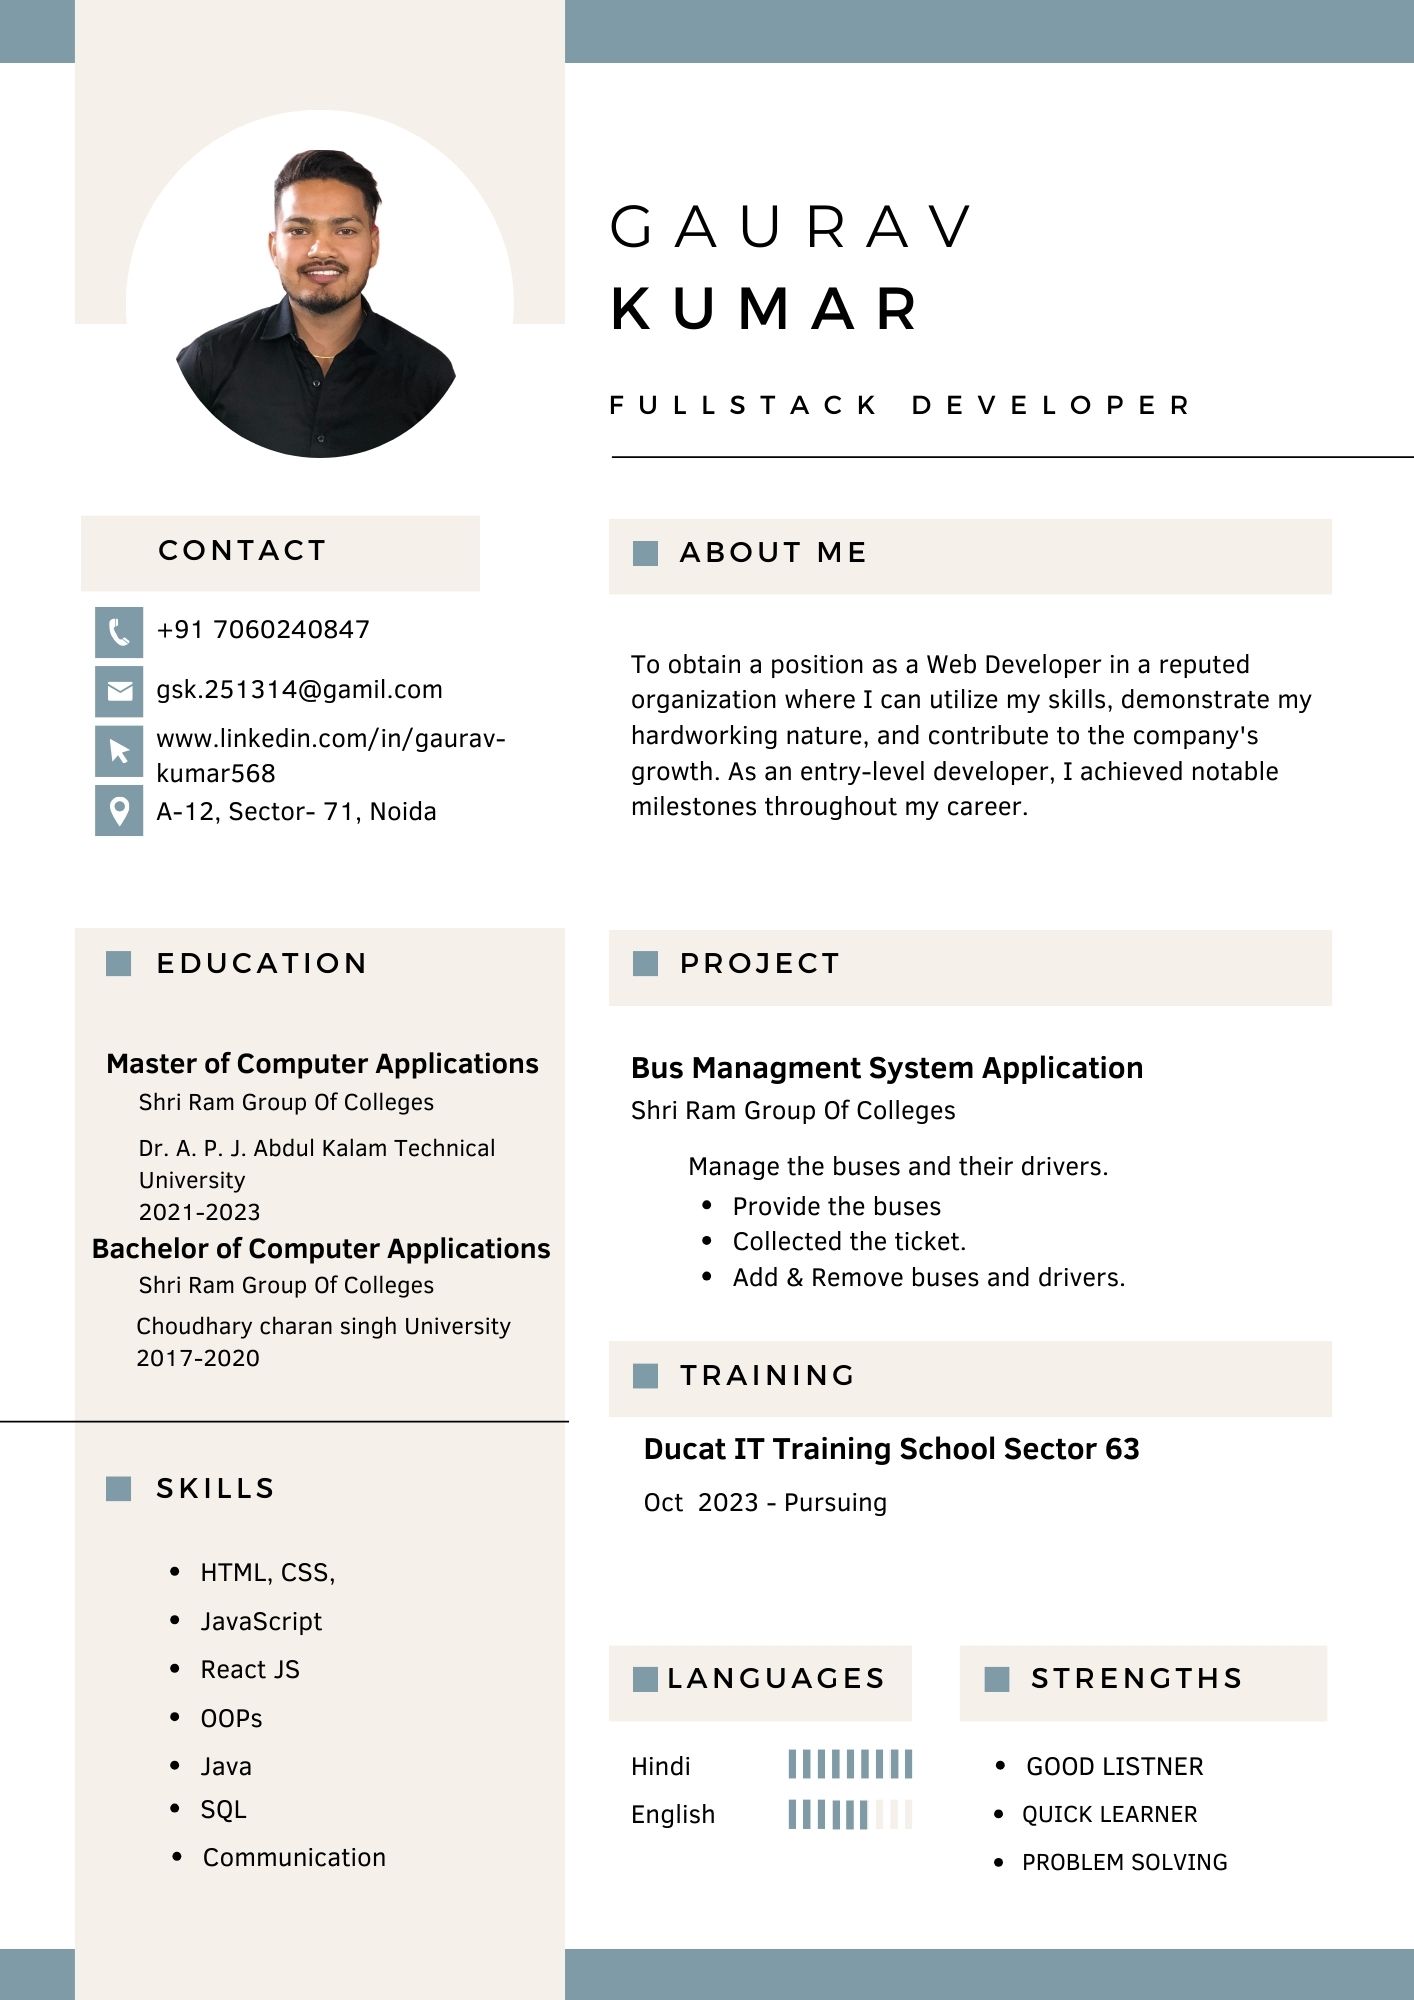 GAURAV
KUMAR
FULLSTACK DEVELOPER
CONTACT
+91 7060240847
gsk.251314@gamil.com
www.linkedin.com/in/gaurav-
kumar568
A-12, Sector- 71, Noida
EDUCATION
Master of Computer Applications
Shri Ram Group Of Colleges
Dr. A. P. J. Abdul Kalam Technical
University
2021-2023
Bachelor of Computer Applications
Shri Ram Group Of Colleges
Choudhary charan singh University
2017-2020
SKILLS
• HTML, CSS,
• JavaScript
• React JS
• OOPs
• Java
• SQL
• Communication
ABOUT ME
To obtain a position as a Web Developer in a reputed
organization where I can utilize my skills, demonstrate my
hardworking nature, and contribute to the company's
growth. As an entry-level developer, I achieved notable
milestones throughout my career.
PROJECT
Bus Managment System Application
Shri Ram Group Of Colleges
Manage the buses and their drivers.
• Provide the buses
• Collected the ticket.
• Add & Remove buses and drivers.
TRAINING
Ducat IT Training School Sector 63
Oct  2023 - Pursuing
LANGUAGES
Hindi
English
STRENGTHS
• GOOD LISTNER
• QUICK LEARNER
• PROBLEM SOLVING